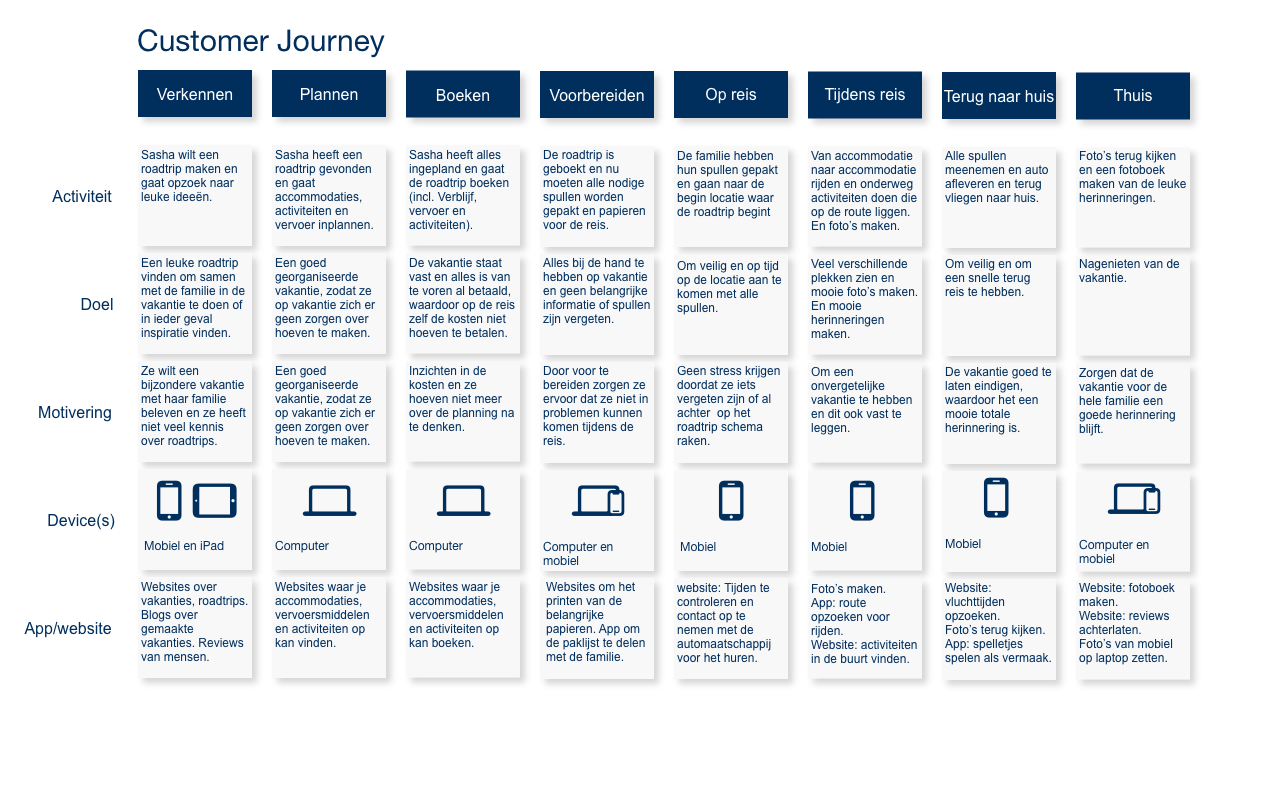 Customer Journey
Verkennen
Plannen
Boeken
Voorbereiden
Op reis
Tijdens reis
Terug naar huis
Thuis
Activiteit
Sasha wilt een
roadtrip maken en
gaat opzoek naar
leuke ideeën.
Sasha heeft een
roadtrip gevonden
en gaat
accommodaties,
activiteiten en
vervoer inplannen.
Sasha heeft alles
ingepland en gaat
de roadtrip boeken
(incl. Verblijf,
vervoer en
activiteiten).
De roadtrip is
geboekt en nu
moeten alle nodige
spullen worden
gepakt en papieren
voor de reis.
De familie hebben
hun spullen gepakt
en gaan naar de
begin locatie waar
de roadtrip begint
Van accommodatie
naar accommodatie
rijden en onderweg
activiteiten doen die
op de route liggen.
En foto's maken.
Alle spullen
meenemen en auto
afleveren en terug
vliegen naar huis.
Foto's terug kijken
en een fotoboek
maken van de leuke
herinneringen.
Doel
Een leuke roadtrip
vinden om samen
met de familie in de
vakantie te doen of
in ieder geval
inspiratie vinden.
Een goed
georganiseerde
vakantie, zodat ze
op vakantie zich er
geen zorgen over
hoeven te maken.
De vakantie staat
vast en alles is van
te voren al betaald,
waardoor op de reis
zelf de kosten niet
hoeven te betalen.
Alles bij de hand te
hebben op vakantie
en geen belangrijke
informatie of spullen
zijn vergeten.
Om veilig en op tijd
op de locatie aan te
komen met alle
spullen.
Veel verschillende
plekken zien en
mooie foto's maken.
En mooie
herinneringen
maken.
Om veilig en om
een snelle terug
reis te hebben.
Nagenieten van de
vakantie.
Motivering
Ze wilt een
bijzondere vakantie
met haar familie
beleven en ze heeft
niet veel kennis
over roadtrips.
Een goed
georganiseerde
vakantie, zodat ze
op vakantie zich er
geen zorgen over
hoeven te maken.
Inzichten in de
kosten en ze
hoeven niet meer
over de planning na
te denken.
Door voor te
bereiden zorgen ze
ervoor dat ze niet in
problemen kunnen
komen tijdens de
reis.
Geen stress krijgen
doordat ze iets
vergeten zijn of al
achter  op het
roadtrip schema
raken.
Om een
onvergetelijke
vakantie te hebben
en dit ook vast te
leggen.
De vakantie goed te
laten eindigen,
waardoor het een
mooie totale
herinnering is.
Zorgen dat de
vakantie voor de
hele familie een
goede herinnering
blijft.
Device(s)
Mobiel en iPad
Computer
Computer
Computer en
mobiel
Mobiel
Mobiel
Mobiel
Computer en
mobiel
App/website
Websites over
vakanties, roadtrips.
Blogs over
gemaakte
vakanties. Reviews
van mensen.
Websites waar je
accommodaties,
vervoersmiddelen
en activiteiten op
kan vinden.
Websites waar je
accommodaties,
vervoersmiddelen
en activiteiten op
kan boeken.
Websites om het
printen van de
belangrijke
papieren. App om
de paklijst te delen
met de familie.
website: Tijden te
controleren en
contact op te
nemen met de
automaatschappij
voor het huren.
Foto's maken.
App: route
opzoeken voor
rijden.
Website: activiteiten
in de buurt vinden.
Website:
vluchttijden
opzoeken.
Foto's terug kijken.
App: spelletjes
spelen als vermaak.
Website: fotoboek
maken.
Website: reviews
achterlaten.
Foto's van mobiel
op laptop zetten.